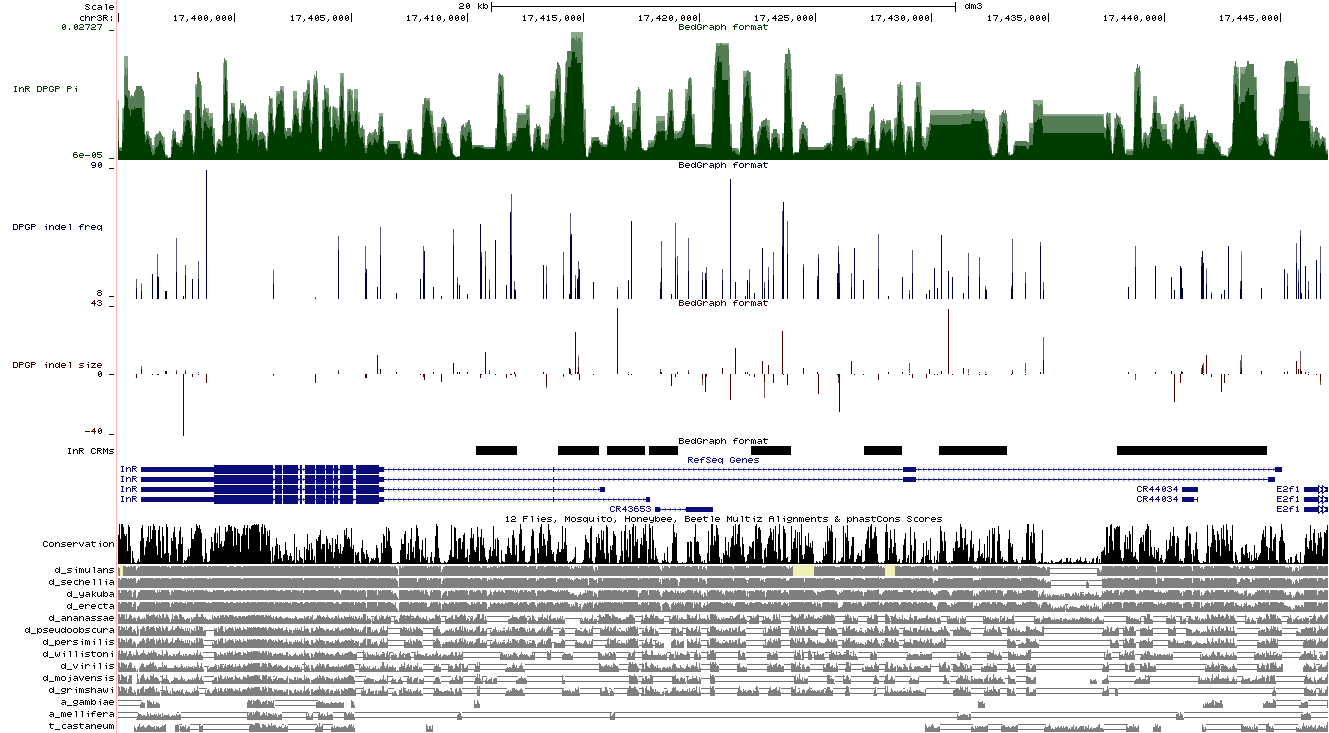 Scale 20 kb dm3
chr3R: 17,400,000 17,405,000 17,410,000 17,415,000 17,420,000 17,425,000 17,430,000 17,435,000 17,440,000 17,445,000
0.02727 _ BedGraph format
InR DPGP Pi
6e-05 _
90 _ BedGraph format
DPGP indel freq
8 _
43 _ BedGraph format
DPGP indel size
0 _
-40 _
BedGraph format
InR CRMs
RefSeq Genes
InR
InR
InR CR44034 E2f1
InR CR44034 E2f1
CR43653 E2f1
12 Flies, Mosquito, Honeybee, Beetle Multiz Alignments & phastCons Scores
Conservation
d_simulans
d_sechellia
d_yakuba
d_erecta
d_ananassae
d_pseudoobscura
d_persimilis
d_willistoni
d_virilis
d_mojavensis
d_grimshawi
a_gambiae
a_mellifera
t_castaneum